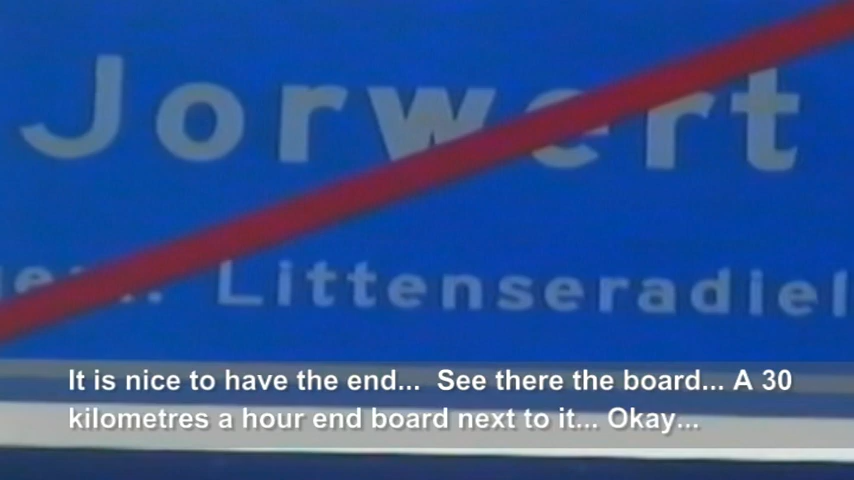 Jorwert
Littenseradiel
It is nice to have the end... See there the board... A 30
kilometres a hour end board next to it... Okay...